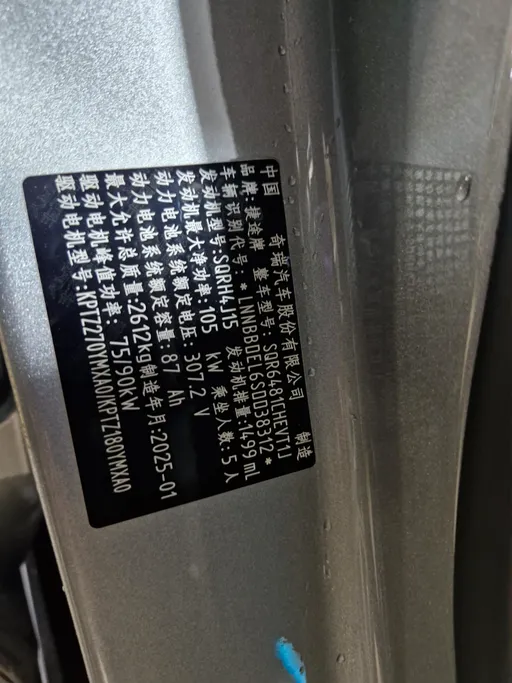 中国 奇瑞汽车股份有限公司 制造
品牌:捷途牌 整车型号:SQR6481CHEVT1J
车辆识别代号:*LNNBBDEL6SDD38312*
发动机型号:SQRH4J15 发动机排量:1499 mL
发动机最大净功率:105 kW 乘坐人数:5人
动力电池系统额定电压:307.2 V
动力电池系统额定容量:87 Ah
最大允许总质量:2612kg 制造年月:2025-01
驱动电机峰值功率: 75/90kW
驱动电机型号:KPTZ270YMXA0/KPTZ180YMXA0